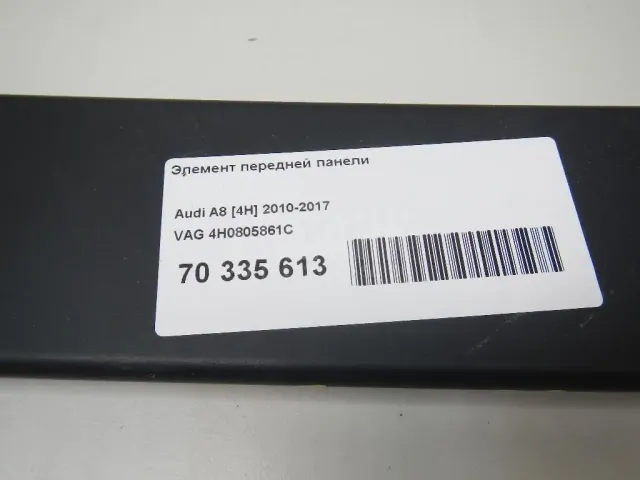 Элемент передней панели
Audi A8 [4H] 2010-2017
VAG 4H0805861C
70 335 613